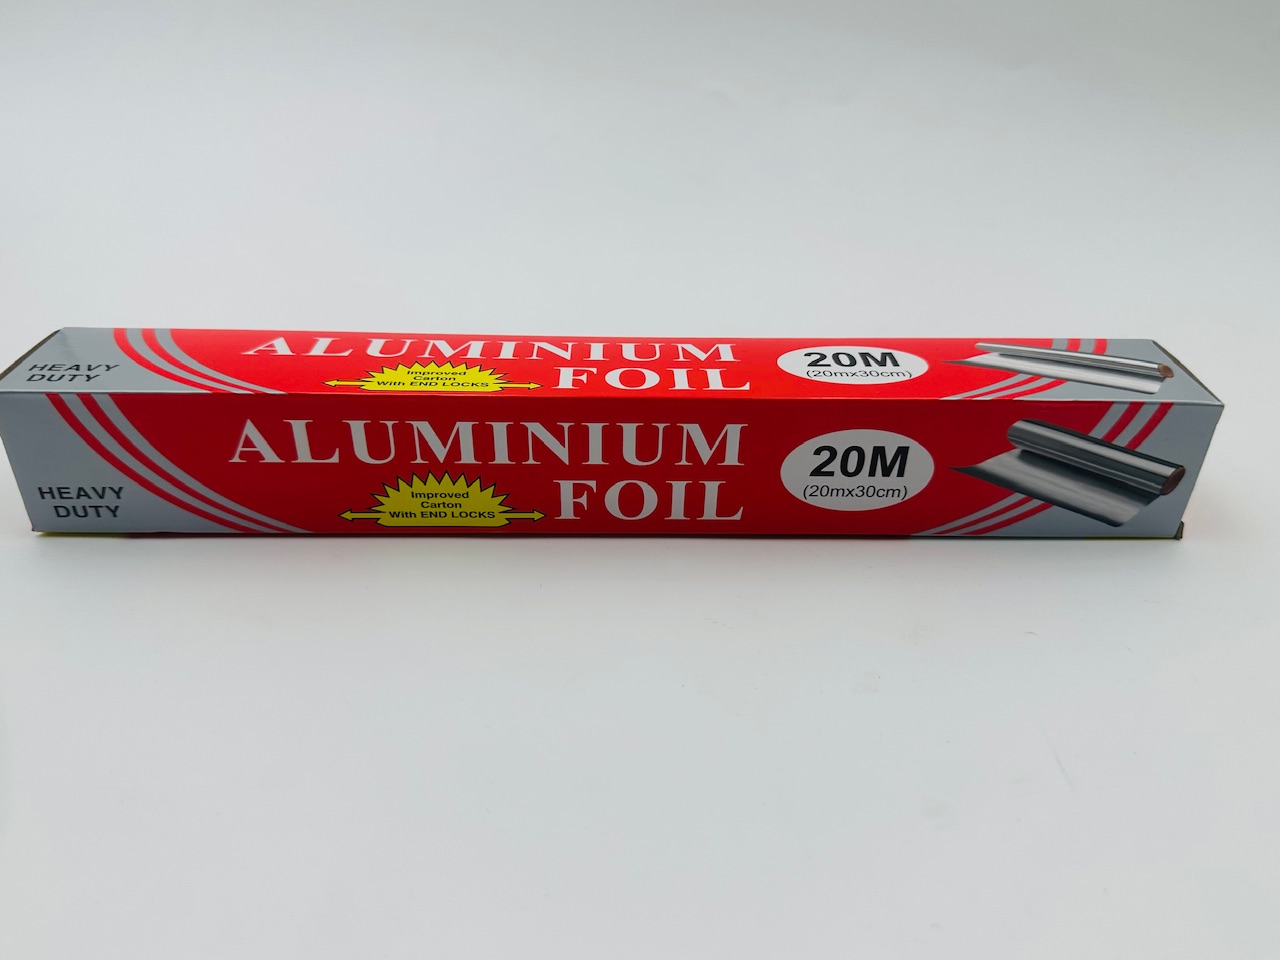 HEAVY
DUTY
ALUMINIUM
FOIL
Improved
Carton
With END LOCKS
20M
(20mx30cm)
HEAVY
DUTY
ALUMINIUM
FOIL
Improved
Carton
With END LOCKS
20M
(20mx30cm)